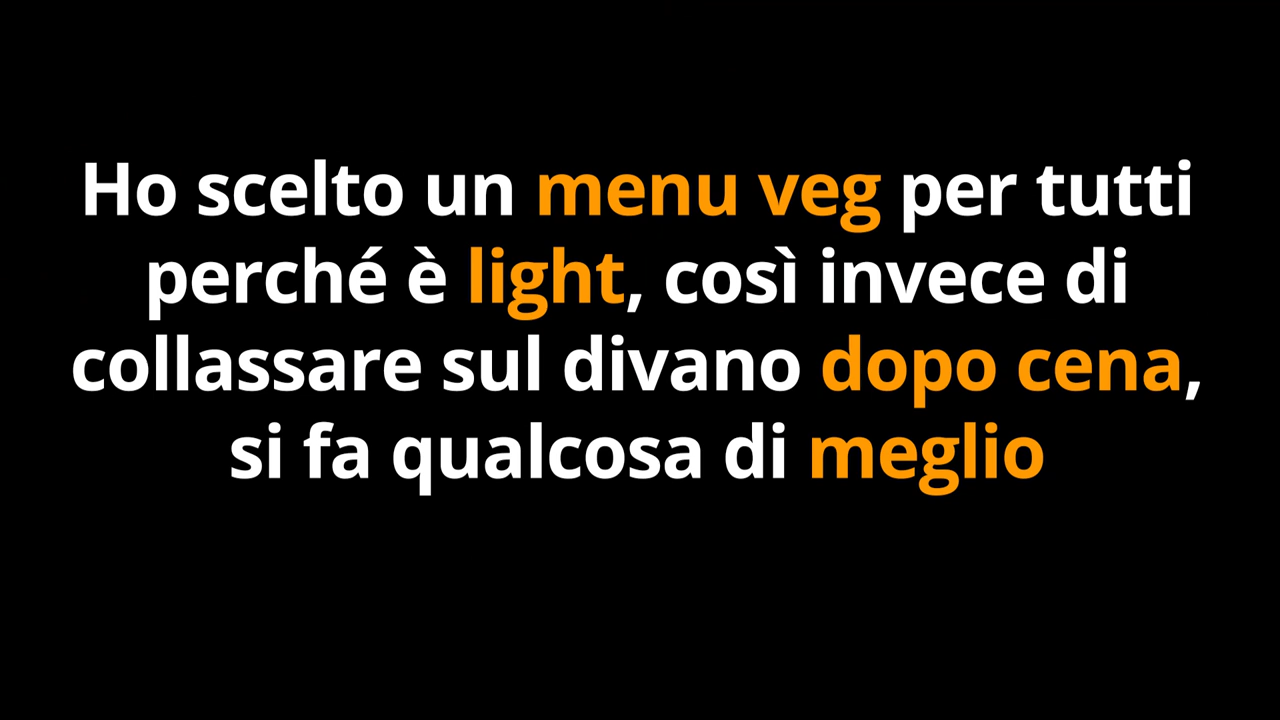 Ho scelto un menu veg per tutti
perché è light, così invece di
collassare sul divano dopo cena,
si fa qualcosa di meglio